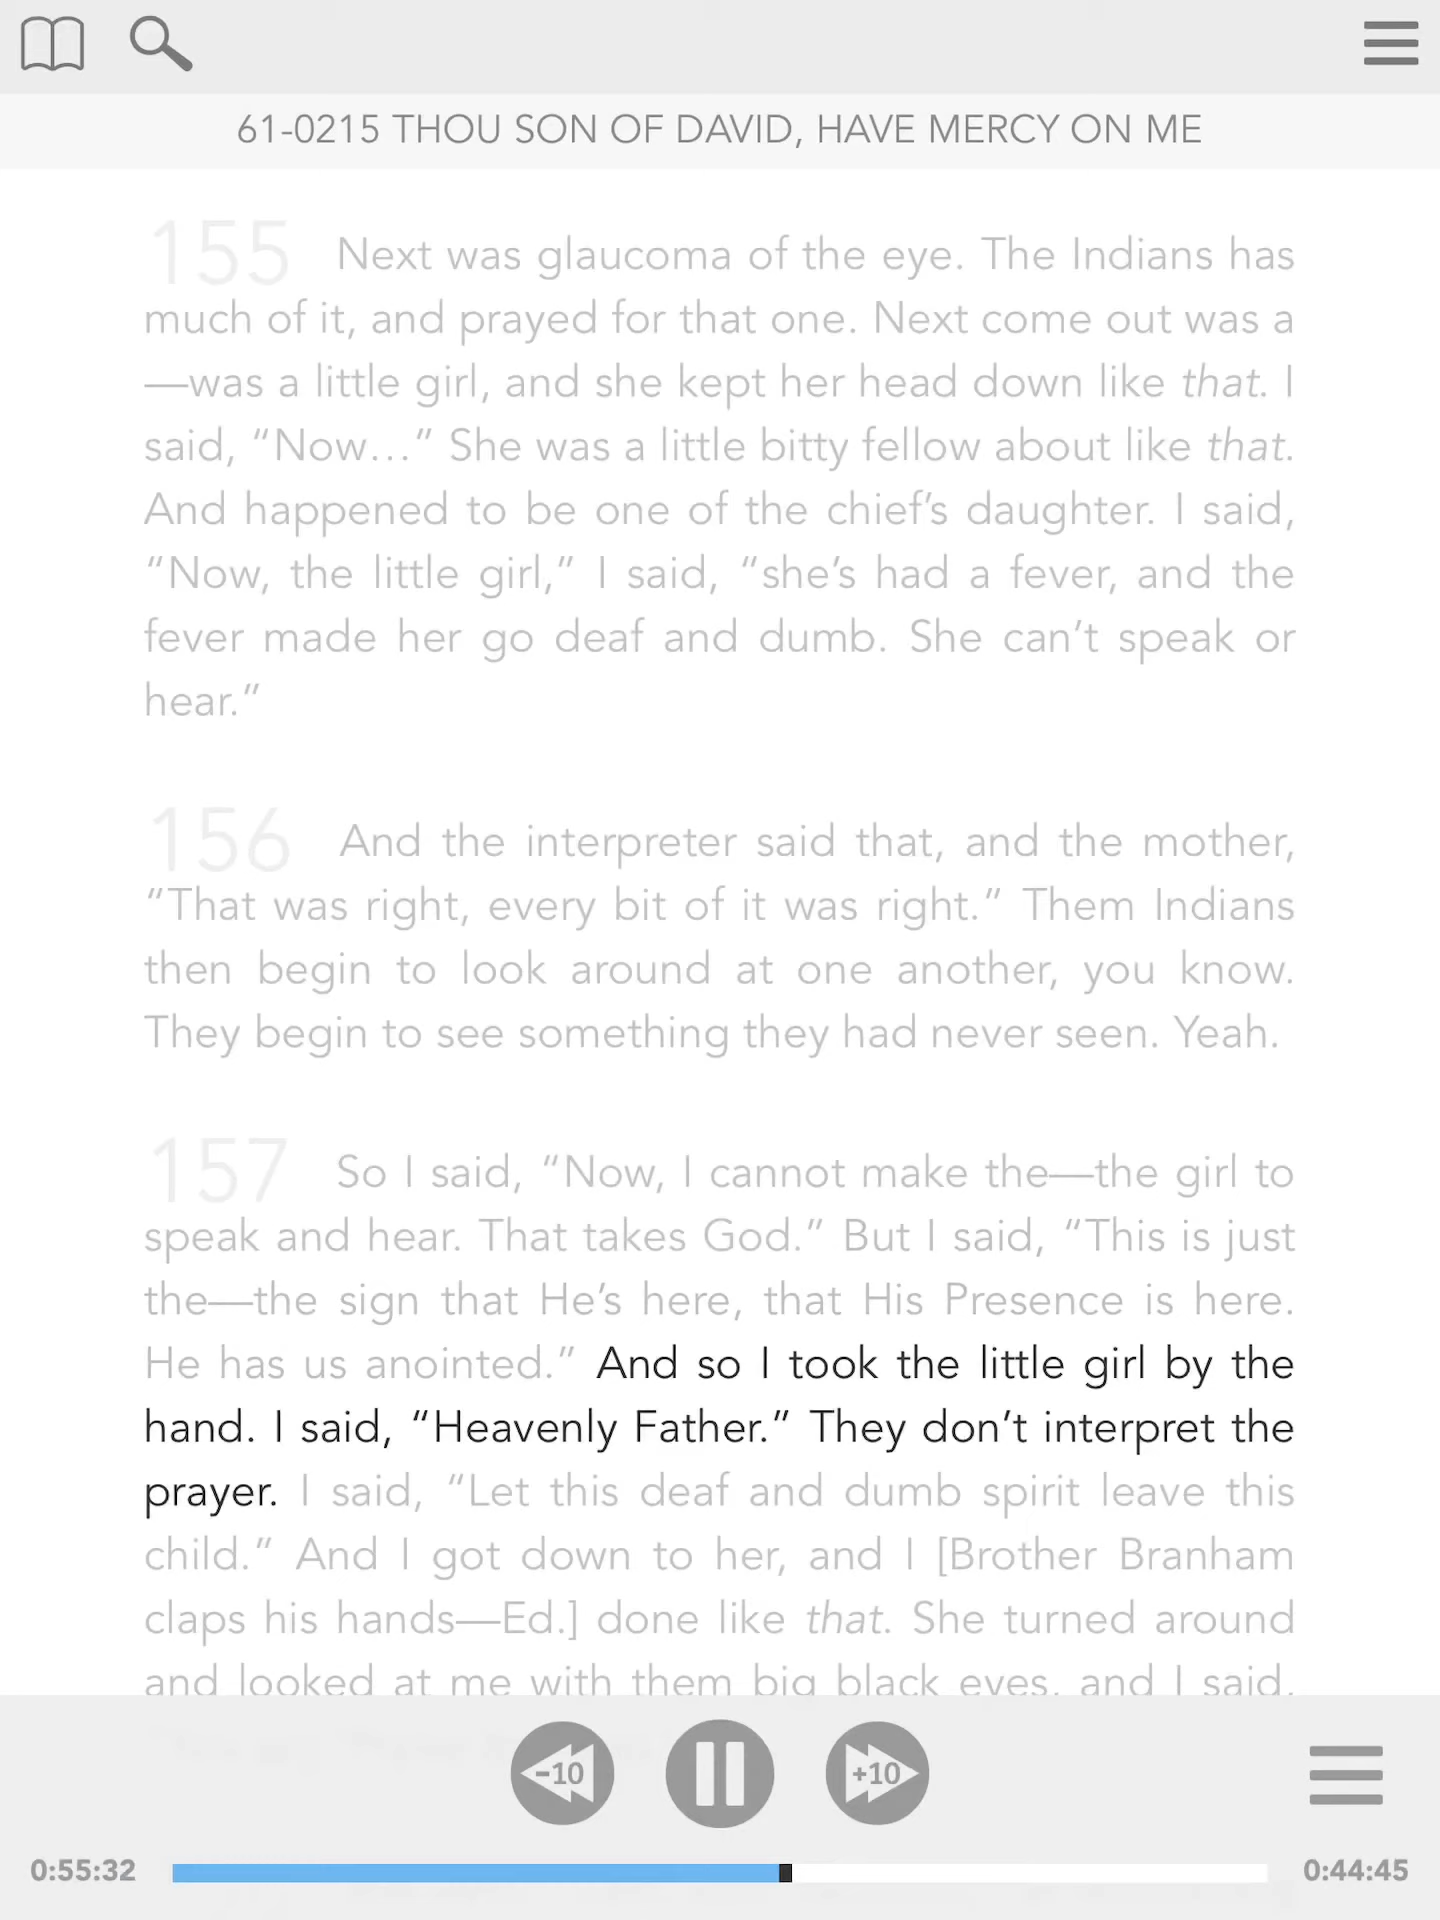 61-0215 THOU SON OF DAVID, HAVE MERCY ON ME
155 Next was glaucoma of the eye. The Indians has
much of it, and prayed for that one. Next come out was a
—was a little girl, and she kept her head down like that. I
said, “Now…” She was a little bitty fellow about like that.
And happened to be one of the chief’s daughter. I said,
“Now, the little girl,” I said, “she’s had a fever, and the
fever made her go deaf and dumb. She can’t speak or
hear.”
156 And the interpreter said that, and the mother,
“That was right, every bit of it was right.” Them Indians
then begin to look around at one another, you know.
They begin to see something they had never seen. Yeah.
157 So I said, “Now, I cannot make the—the girl to
speak and hear. That takes God.” But I said, “This is just
the—the sign that He’s here, that His Presence is here.
He has us anointed.” And so I took the little girl by the
hand. I said, “Heavenly Father.” They don’t interpret the
prayer. I said, “Let this deaf and dumb spirit leave this
child.” And I got down to her, and I [Brother Branham
claps his hands—Ed.] done like that. She turned around
and looked at me with them big black eyes, and I said,
-10 +10
0:55:32 0:44:45